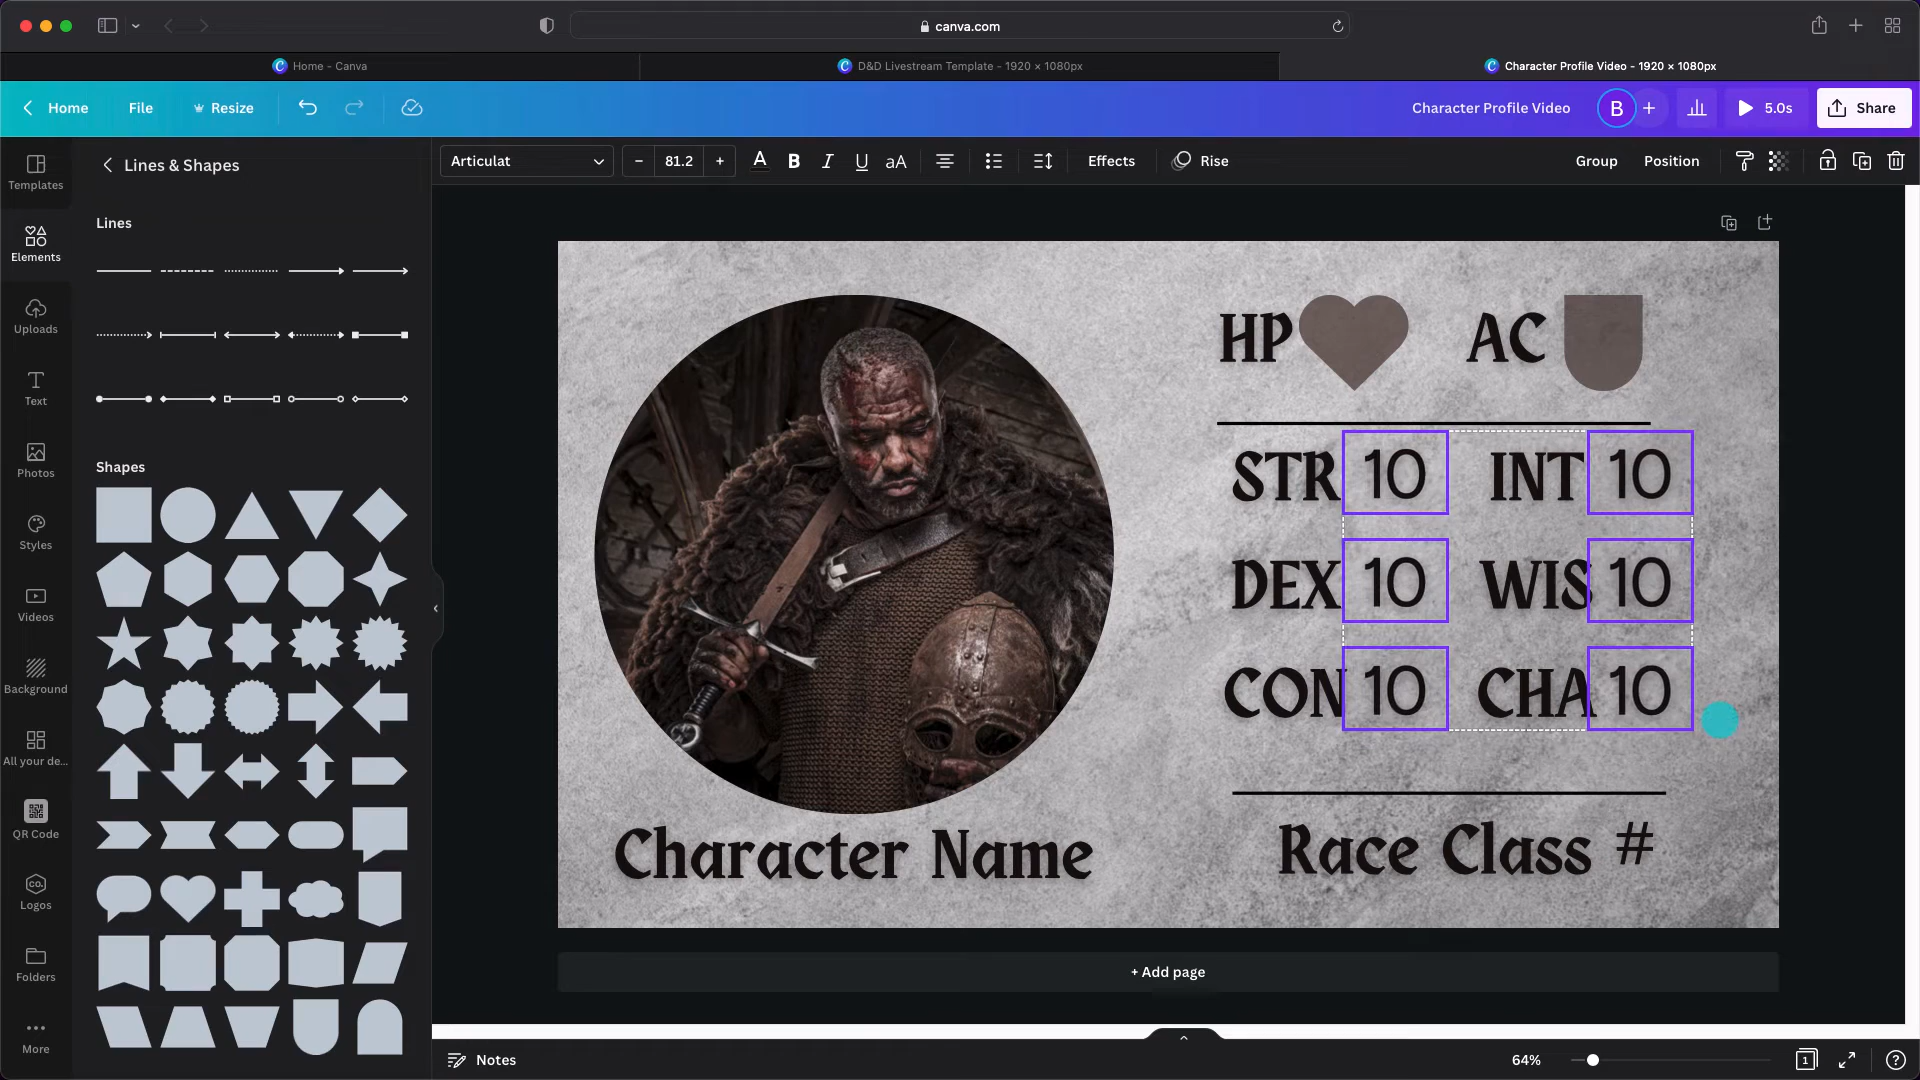 canva.com
Home - Canva
D&D Livestream Template - 1920 × 1080px
Character Profile Video - 1920 × 1080px
Home
File
Resize
Character Profile Video
B
5.0s
Share
Templates
Elements
Uploads
Text
Photos
Styles
Videos
Background
All your de...
QR Code
CO.
Logos
Folders
More
Lines & Shapes
Lines
Shapes
Articulat
– 81.2 +
A B I U aA
Effects
Rise
Group
Position
HP
AC
STR 10 INT 10
DEX 10 WIS 10
CON 10 CHA 10
Character Name
Race Class #
+ Add page
Notes
64%
1
?